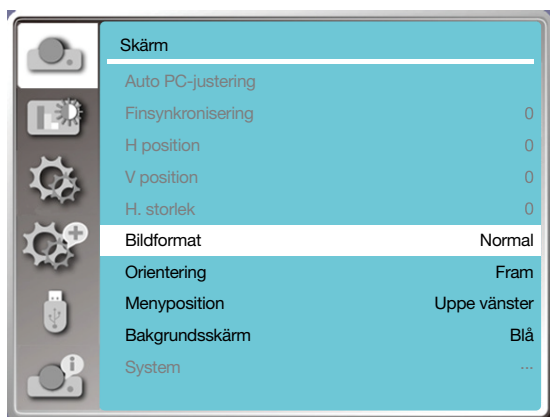 Skärm
Auto PC-justering
Finsynkronisering 0
H position 0
V position 0
H. storlek 0
Bildformat Normal
Orientering Fram
Menyposition Uppe vänster
Bakgrundsskärm Blå
System ...